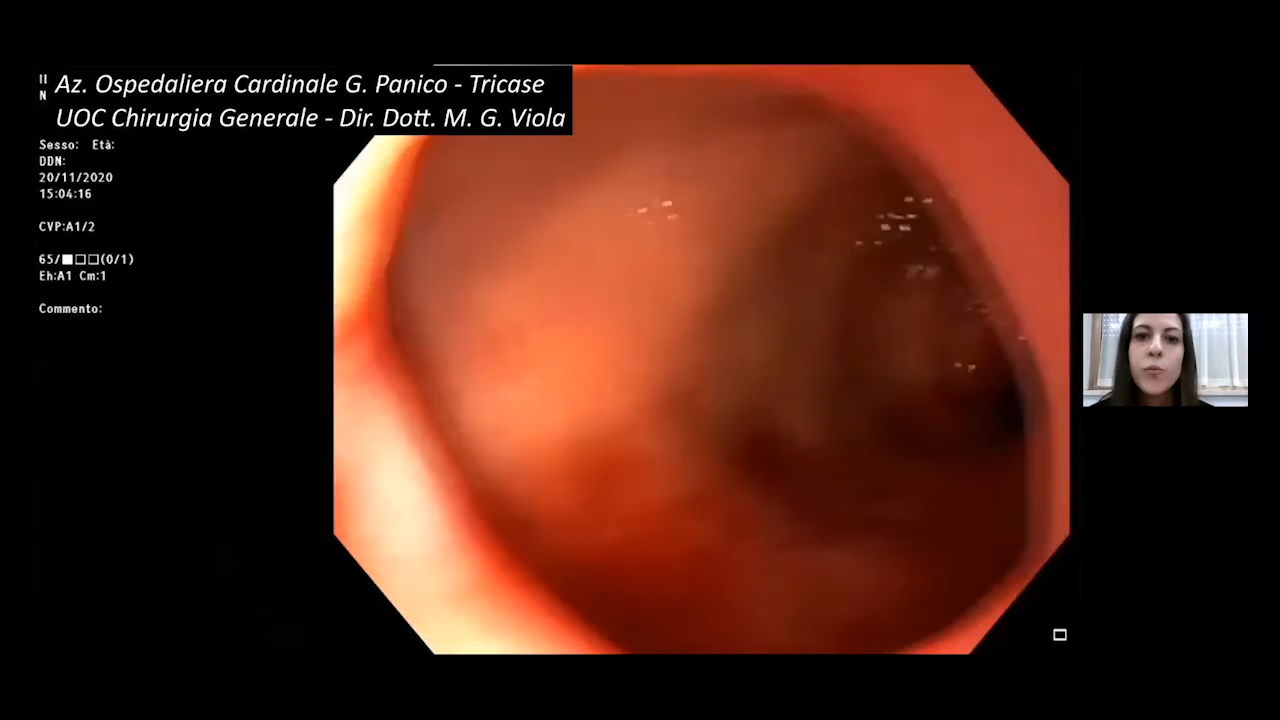 Az. Ospedaliera Cardinale G. Panico - Tricase
UOC Chirurgia Generale - Dir. Dott. M. G. Viola
N
Sesso: Età:
DDN:
20/11/2020
15:04:16
CVP:A1/2
65/■□□(0/1)
Eh:A1 Cm:1
Commento: